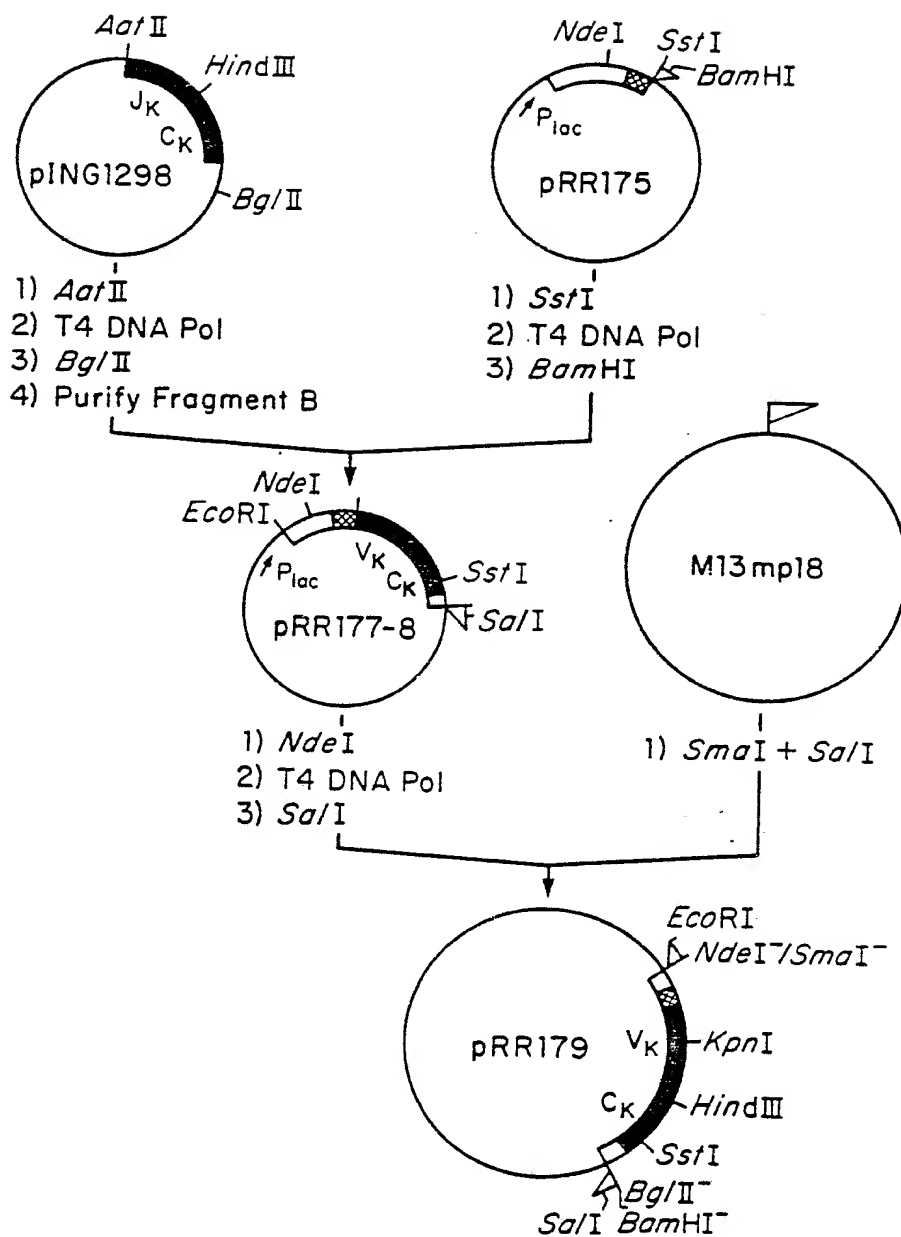 AatII
HindIII
JK
CK
pING1298
BglII
1) AatII
2) T4 DNA Pol
3) BglII
4) Purify Fragment B
NdeI
SstI
BamHI
Plac
pRR175
1) SstI
2) T4 DNA Pol
3) BamHI
NdeI
EcoRI
Plac
VK
CK
SstI
SalI
pRR177-8
1) NdeI
2) T4 DNA Pol
3) SalI
M13mp18
1) SmaI + SalI
EcoRI
NdeI⁻/SmaI⁻
pRR179
VK
KpnI
CK
HindIII
SstI
BglII⁻
SalI BamHI⁻